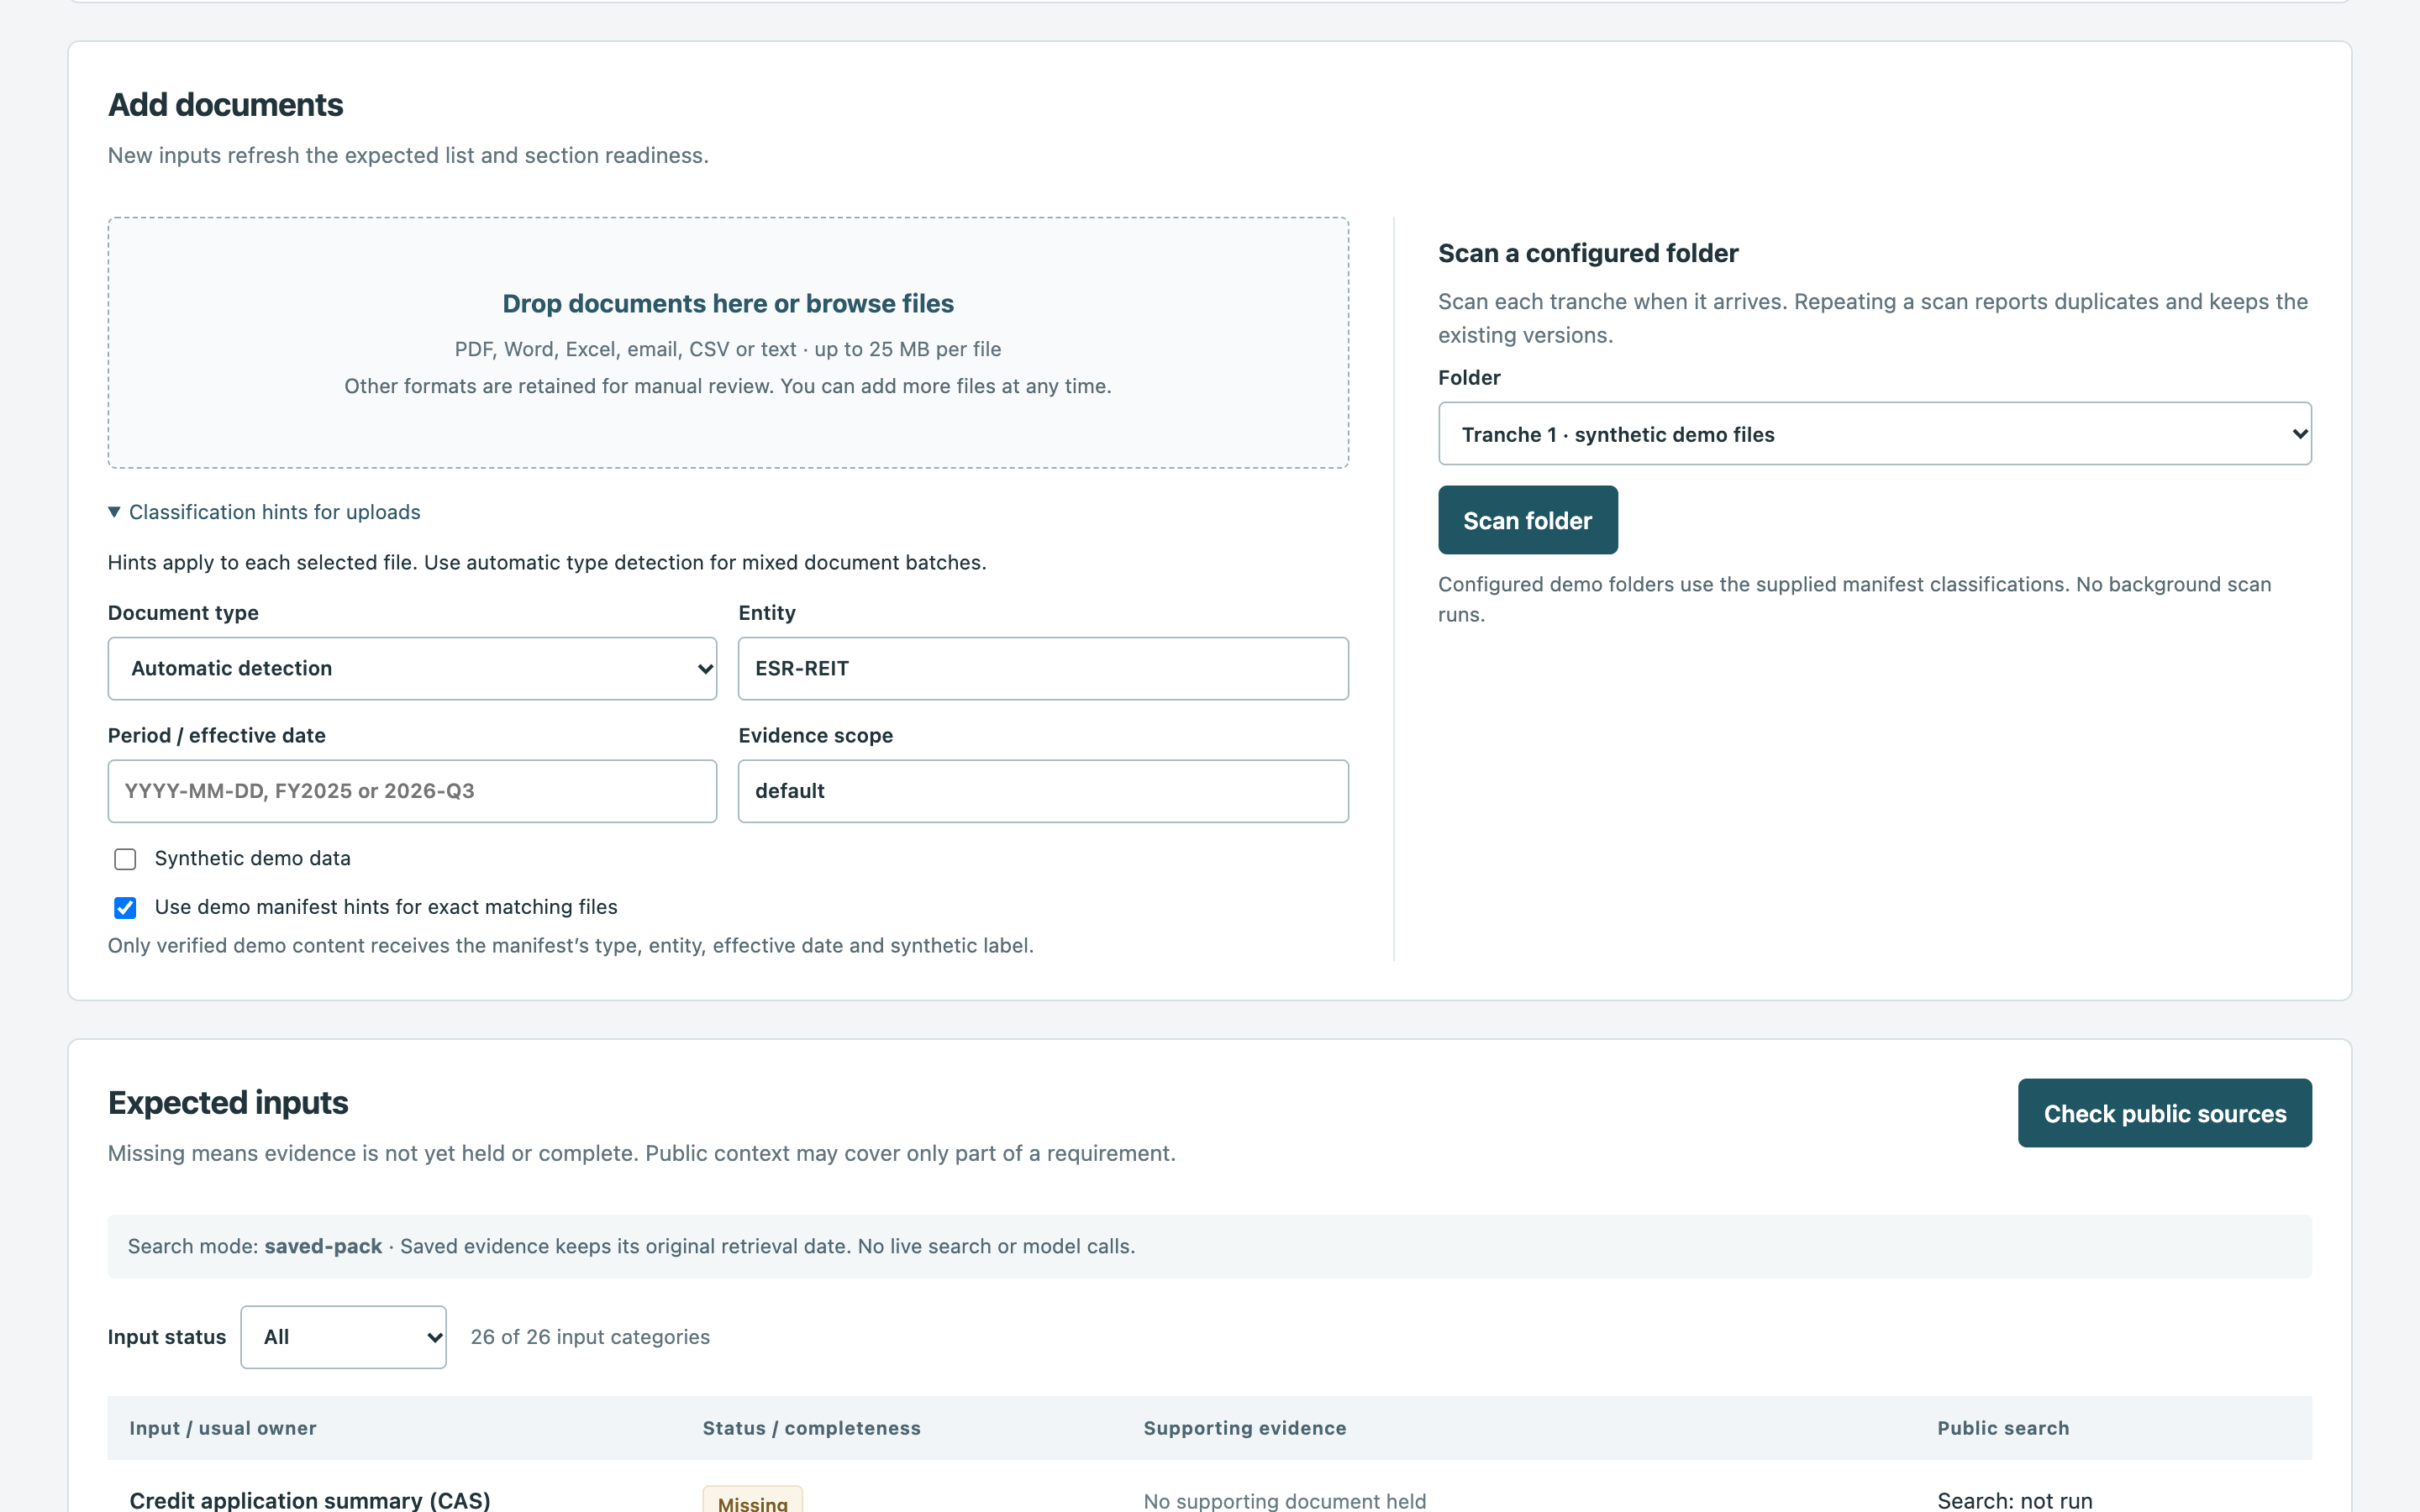 Add documents
New inputs refresh the expected list and section readiness.
Drop documents here or browse files
PDF, Word, Excel, email, CSV or text · up to 25 MB per file
Other formats are retained for manual review. You can add more files at any time.
▼ Classification hints for uploads
Hints apply to each selected file. Use automatic type detection for mixed document batches.
Document type
Automatic detection
Entity
ESR-REIT
Period / effective date
YYYY-MM-DD, FY2025 or 2026-Q3
Evidence scope
default
Synthetic demo data
Use demo manifest hints for exact matching files
Only verified demo content receives the manifest’s type, entity, effective date and synthetic label.
Scan a configured folder
Scan each tranche when it arrives. Repeating a scan reports duplicates and keeps the
existing versions.
Folder
Tranche 1 · synthetic demo files
Scan folder
Configured demo folders use the supplied manifest classifications. No background scan
runs.
Expected inputs
Missing means evidence is not yet held or complete. Public context may cover only part of a requirement.
Check public sources
Search mode: saved-pack · Saved evidence keeps its original retrieval date. No live search or model calls.
Input status
All
26 of 26 input categories
Input / usual owner
Status / completeness
Supporting evidence
Public search
Credit application summary (CAS)
Missing
No supporting document held
Search: not run